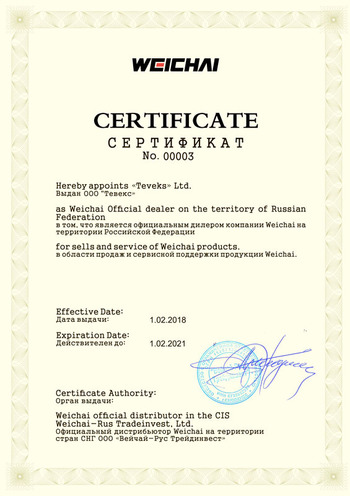 WEICHAI
CERTIFICATE
СЕРТИФИКАТ
No. 00003
Hereby appoints «Teveks» Ltd.
Выдан ООО "Тевекс"
as Weichai Official dealer on the territory of Russian
Federation
в том, что является официальным дилером компании Weichai на
территории Российской Федерации
for sells and service of Weichai products.
в области продаж и сервисной поддержки продукции Weichai.
Effective Date:
Дата выдачи: 1.02.2018
Expiration Date:
Действителен до: 1.02.2021
Certificate Authority:
Орган выдачи:
Weichai official distributor in the CIS
Weichai-Rus Tradeinvest, Ltd.
Официальный дистрибьютор Weichai на территории
стран СНГ ООО «Вейчай-Рус Трейдинвест»